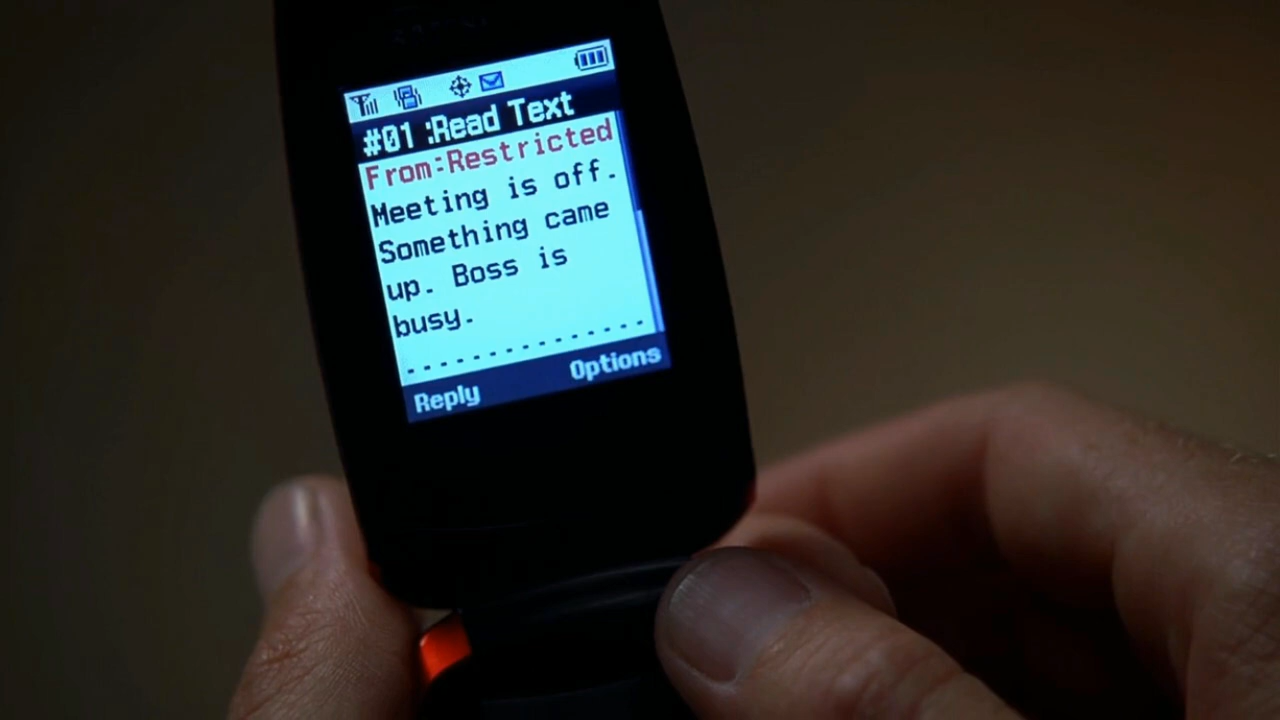 #01 :Read Text
From:Restricted
Meeting is off.
Something came
up. Boss is
busy.
Reply
Options